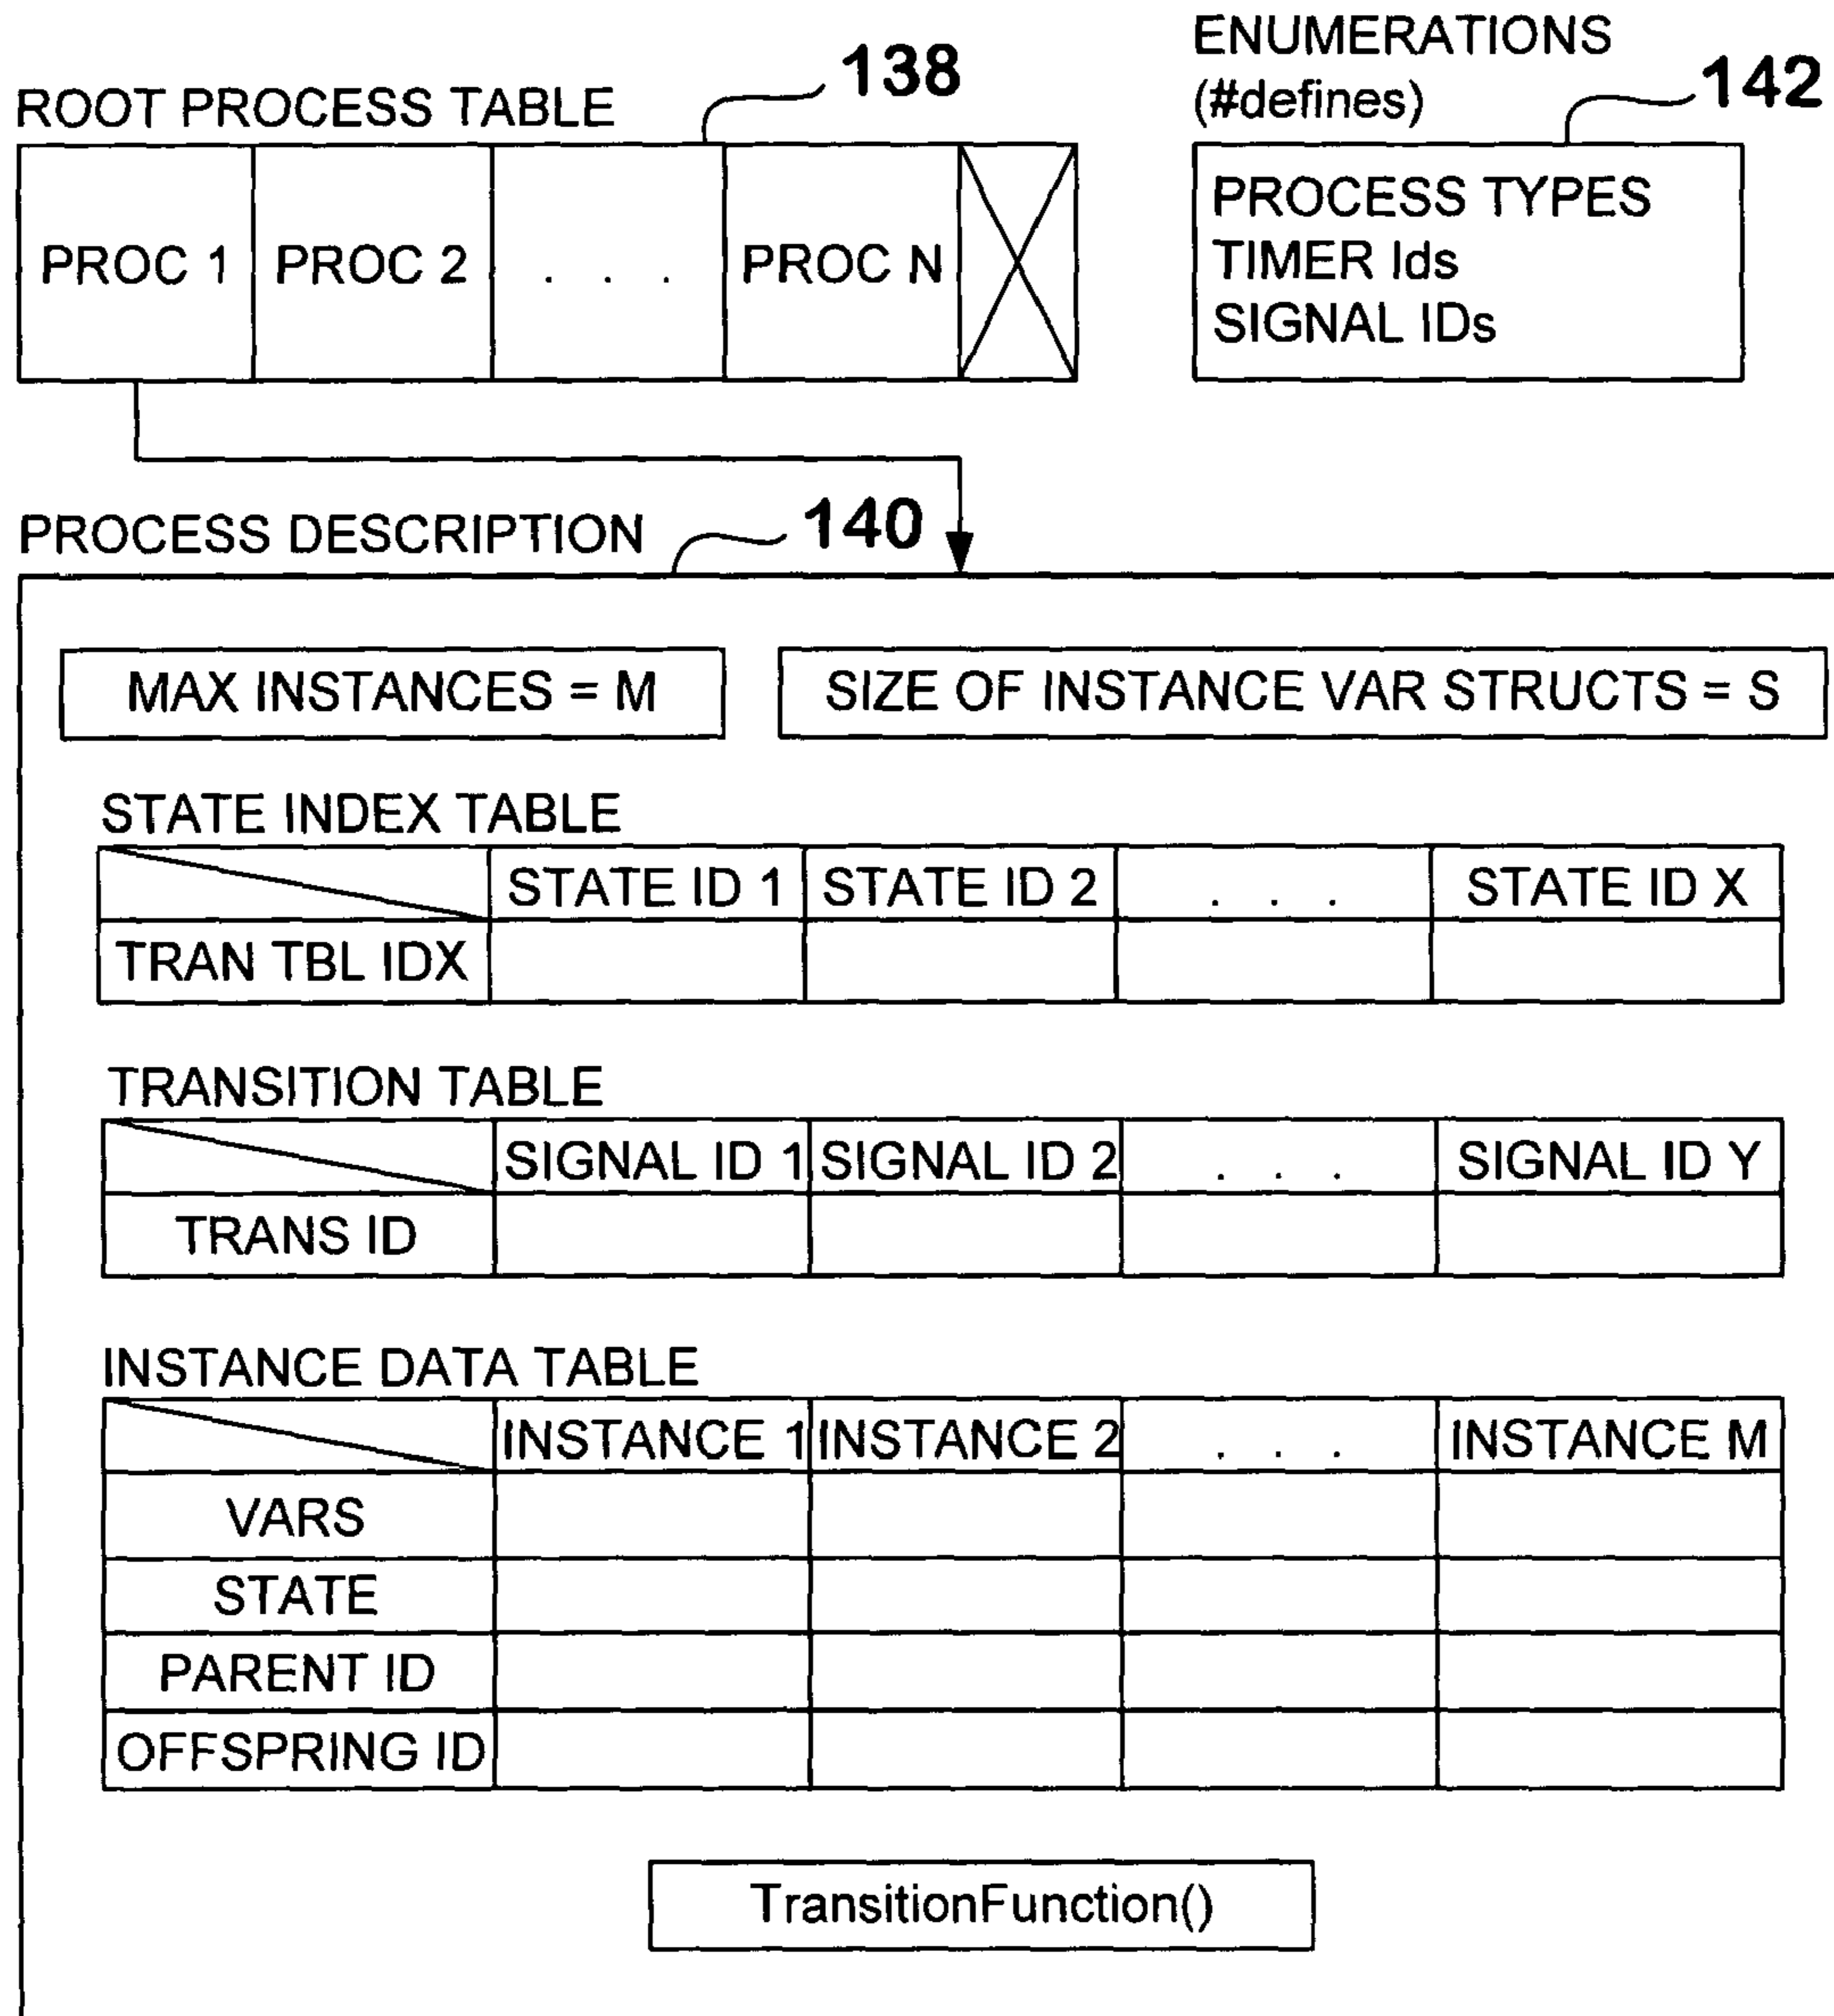 ROOT PROCESS TABLE
138
ENUMERATIONS
(#defines)
142
PROC 1 PROC 2 . . . PROC N
PROCESS TYPES
TIMER Ids
SIGNAL IDs
PROCESS DESCRIPTION
140
MAX INSTANCES = M
SIZE OF INSTANCE VAR STRUCTS = S
STATE INDEX TABLE
STATE ID 1 STATE ID 2 . . . STATE ID X
TRAN TBL IDX
TRANSITION TABLE
SIGNAL ID 1 SIGNAL ID 2 . . . SIGNAL ID Y
TRANS ID
INSTANCE DATA TABLE
INSTANCE 1 INSTANCE 2 . . . INSTANCE M
VARS
STATE
PARENT ID
OFFSPRING ID
TransitionFunction()